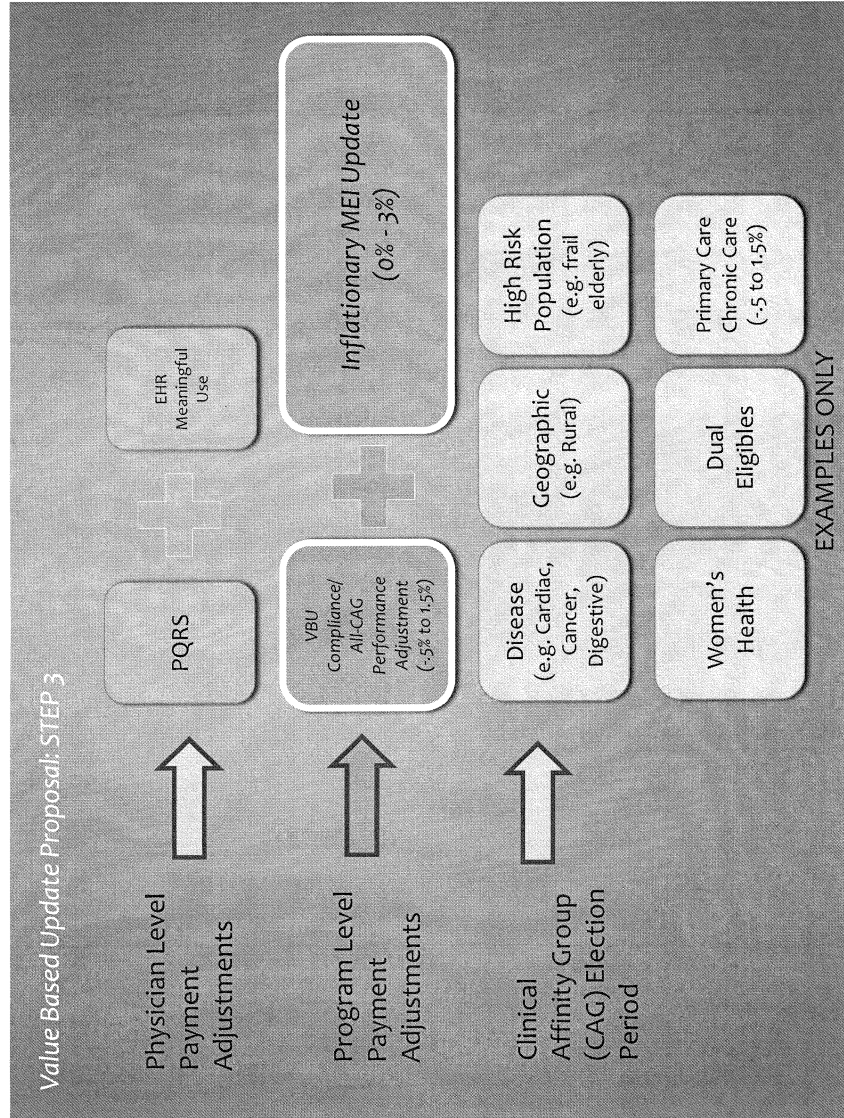 Value Based Update Proposal: STEP 3
Physician Level
Payment
Adjustments
PQRS
EHR
Meaningful
Use
Program Level
Payment
Adjustments
VBU
Compliance/
All-CAG
Performance
Adjustment
(-.5% to 1.5%)
Inflationary MEI Update
(0% - 3%)
Clinical
Affinity Group
(CAG) Election
Period
Disease
(e.g. Cardiac,
Cancer,
Digestive)
Geographic
(e.g. Rural)
High Risk
Population
(e.g. frail
elderly)
Women's
Health
Dual
Eligibles
Primary Care
Chronic Care
(-.5 to 1.5%)
EXAMPLES ONLY